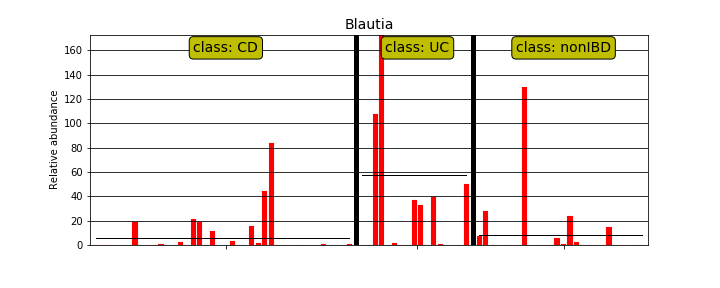 Blautia
class: CD
class: UC
class: nonIBD
Relative abundance
160
140
120
100
80
60
40
20
0